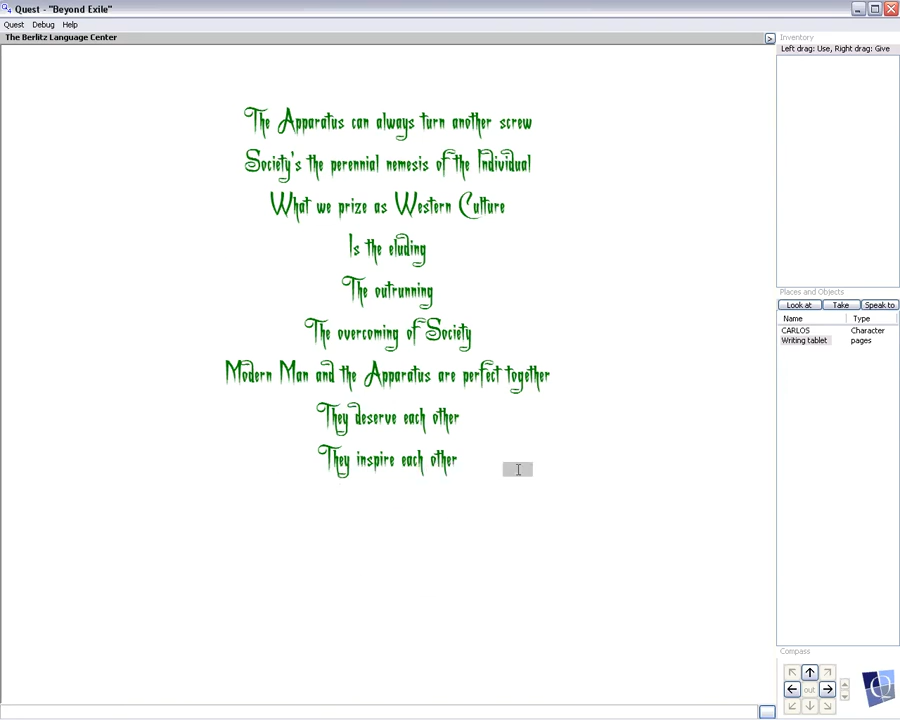 Quest - "Beyond Exile"
Quest Debug Help
The Berlitz Language Center
>
Inventory
Left drag: Use, Right drag: Give
The Apparatus can always turn another screw
Society's the perennial nemesis of the Individual
What we prize as Western Culture
Is the eluding
The outrunning
The overcoming of Society
Modern Man and the Apparatus are perfect together
They deserve each other
They inspire each other
Places and Objects
Look at Take Speak to
Name Type
CARLOS Character
Writing tablet pages
Compass
out